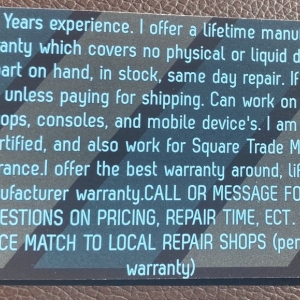 Years experience. I offer a lifetime manu
anty which covers no physical or liquid d
art on hand, in stock, same day repair. If
unless paying for shipping. Can work on
ops, consoles, and mobile device's. I am
rtified, and also work for Square Trade M
rance.I offer the best warranty around, lif
nufacturer warranty.CALL OR MESSAGE FO
ESTIONS ON PRICING, REPAIR TIME, ECT.
CE MATCH TO LOCAL REPAIR SHOPS (per
warranty)